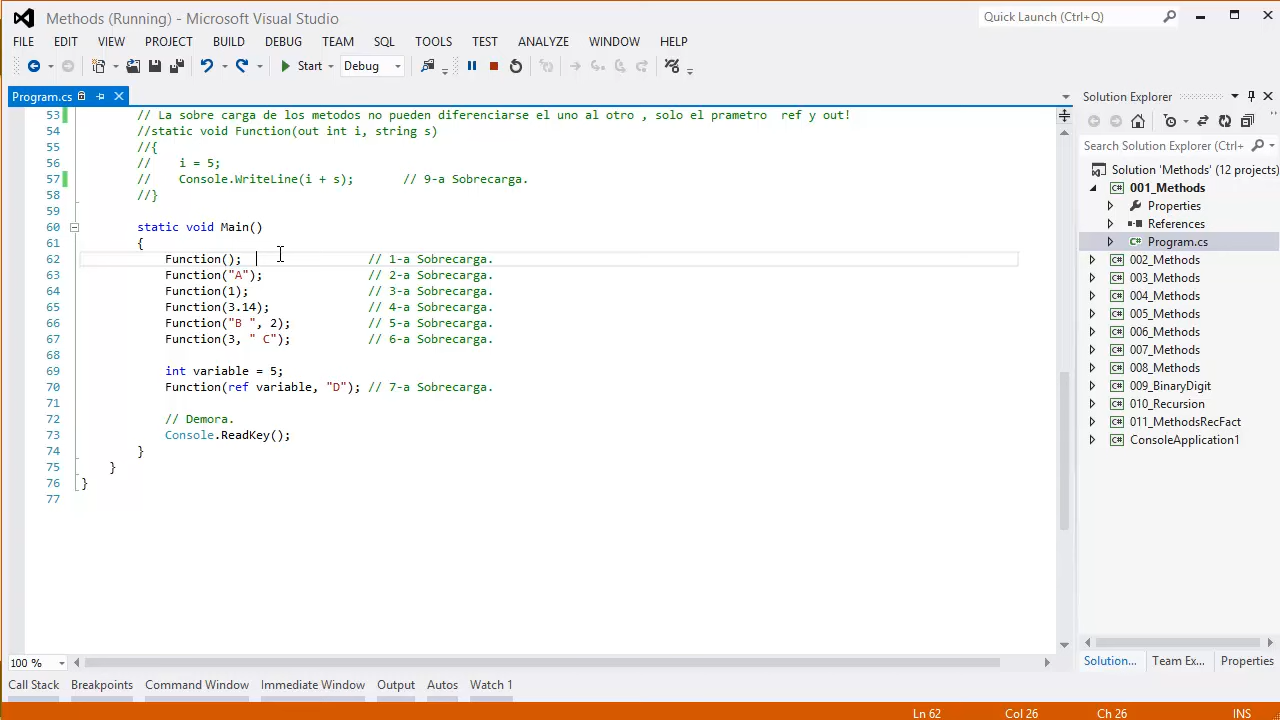 Methods (Running) - Microsoft Visual Studio
Quick Launch (Ctrl+Q)
FILE EDIT VIEW PROJECT BUILD DEBUG TEAM SQL TOOLS TEST ANALYZE WINDOW HELP
Start Debug
Program.cs
53 // La sobre carga de los metodos no pueden diferenciarse el uno al otro , solo el prametro  ref y out!
54 //static void Function(out int i, string s)
55 //{
56 //    i = 5;
57 //    Console.WriteLine(i + s);       // 9-a Sobrecarga.
58 //}
59
60 static void Main()
61 {
62 Function();                  // 1-a Sobrecarga.
63 Function("A");               // 2-a Sobrecarga.
64 Function(1);                 // 3-a Sobrecarga.
65 Function(3.14);              // 4-a Sobrecarga.
66 Function("B ", 2);           // 5-a Sobrecarga.
67 Function(3, " C");           // 6-a Sobrecarga.
68
69 int variable = 5;
70 Function(ref variable, "D"); // 7-a Sobrecarga.
71
72 // Demora.
73 Console.ReadKey();
74 }
75 }
76 }
77
100 %
Solution Explorer
Search Solution Explorer (Ctrl+
Solution 'Methods' (12 projects)
001_Methods
Properties
References
C# Program.cs
C# 002_Methods
C# 003_Methods
C# 004_Methods
C# 005_Methods
C# 006_Methods
C# 007_Methods
C# 008_Methods
C# 009_BinaryDigit
C# 010_Recursion
C# 011_MethodsRecFact
C# ConsoleApplication1
Solution... Team Ex... Properties
Call Stack Breakpoints Command Window Immediate Window Output Autos Watch 1
Ln 62 Col 26 Ch 26 INS